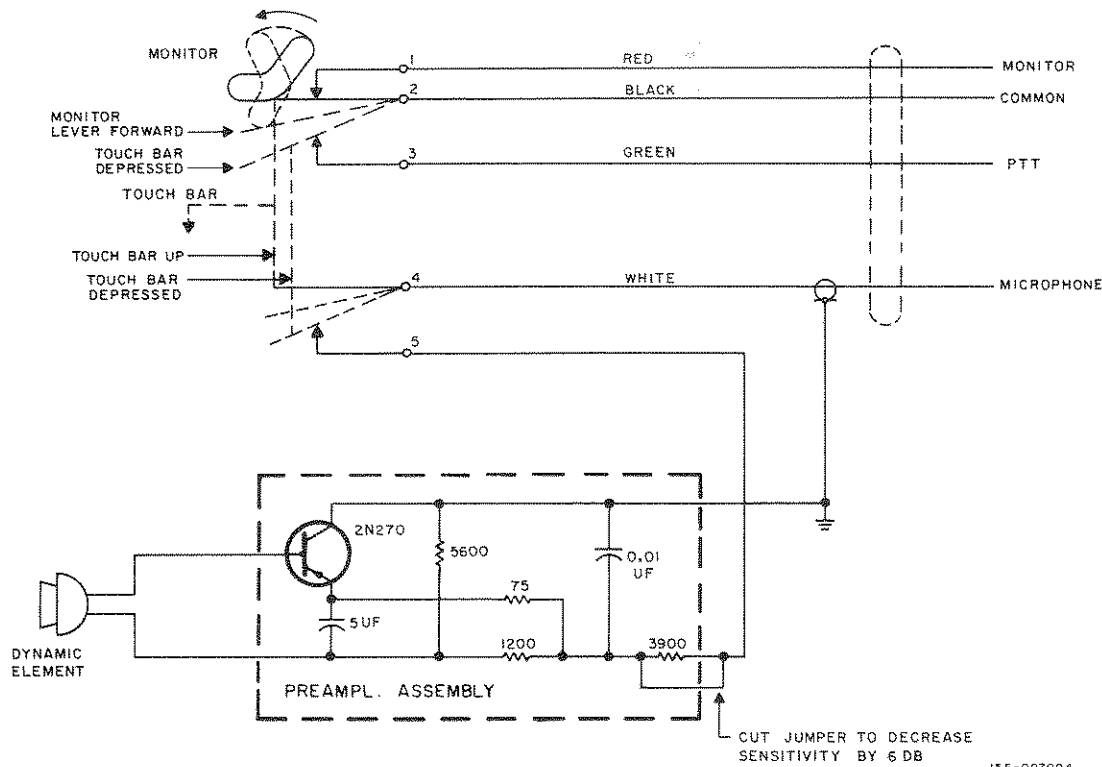 MONITOR
MONITOR
LEVER FORWARD
TOUCH BAR
DEPRESSED
TOUCH BAR
TOUCH BAR UP
TOUCH BAR
DEPRESSED
1
RED
MONITOR
2
BLACK
COMMON
3
GREEN
PTT
4
WHITE
MICROPHONE
5
2N270
5600
0.01
UF
75
5UF
1200
3900
DYNAMIC
ELEMENT
PREAMPL. ASSEMBLY
CUT JUMPER TO DECREASE
SENSITIVITY BY 6 DB